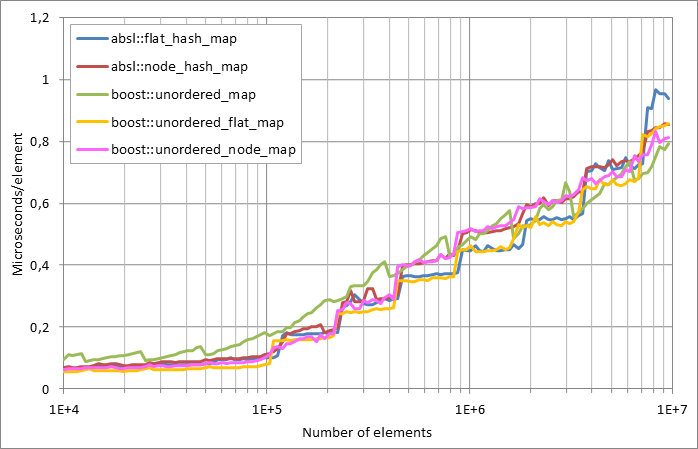 1,2
1
0,8
0,6
0,4
0,2
0
Microseconds/element
absl::flat_hash_map
absl::node_hash_map
boost::unordered_map
boost::unordered_flat_map
boost::unordered_node_map
1E+4
1E+5
1E+6
1E+7
Number of elements